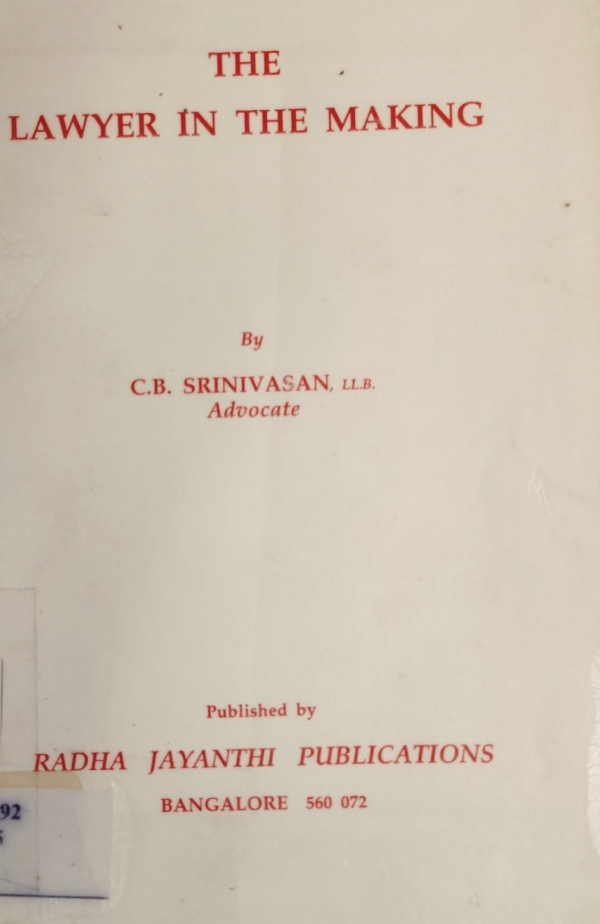 THE
LAWYER IN THE MAKING
By
C.B. SRINIVASAN, LL.B.
Advocate
Published by
RADHA JAYANTHI PUBLICATIONS
BANGALORE 560 072
92